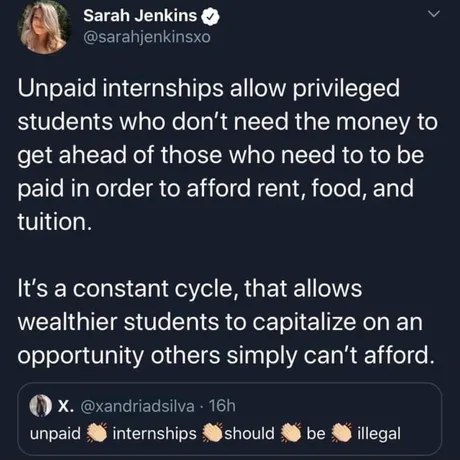 Sarah Jenkins
@sarahjenkinsxo
Unpaid internships allow privileged
students who don’t need the money to
get ahead of those who need to to be
paid in order to afford rent, food, and
tuition.
It’s a constant cycle, that allows
wealthier students to capitalize on an
opportunity others simply can’t afford.
X. @xandriadsilva · 16h
unpaid 👏🏼 internships 👏🏼 should 👏🏼 be 👏🏼 illegal